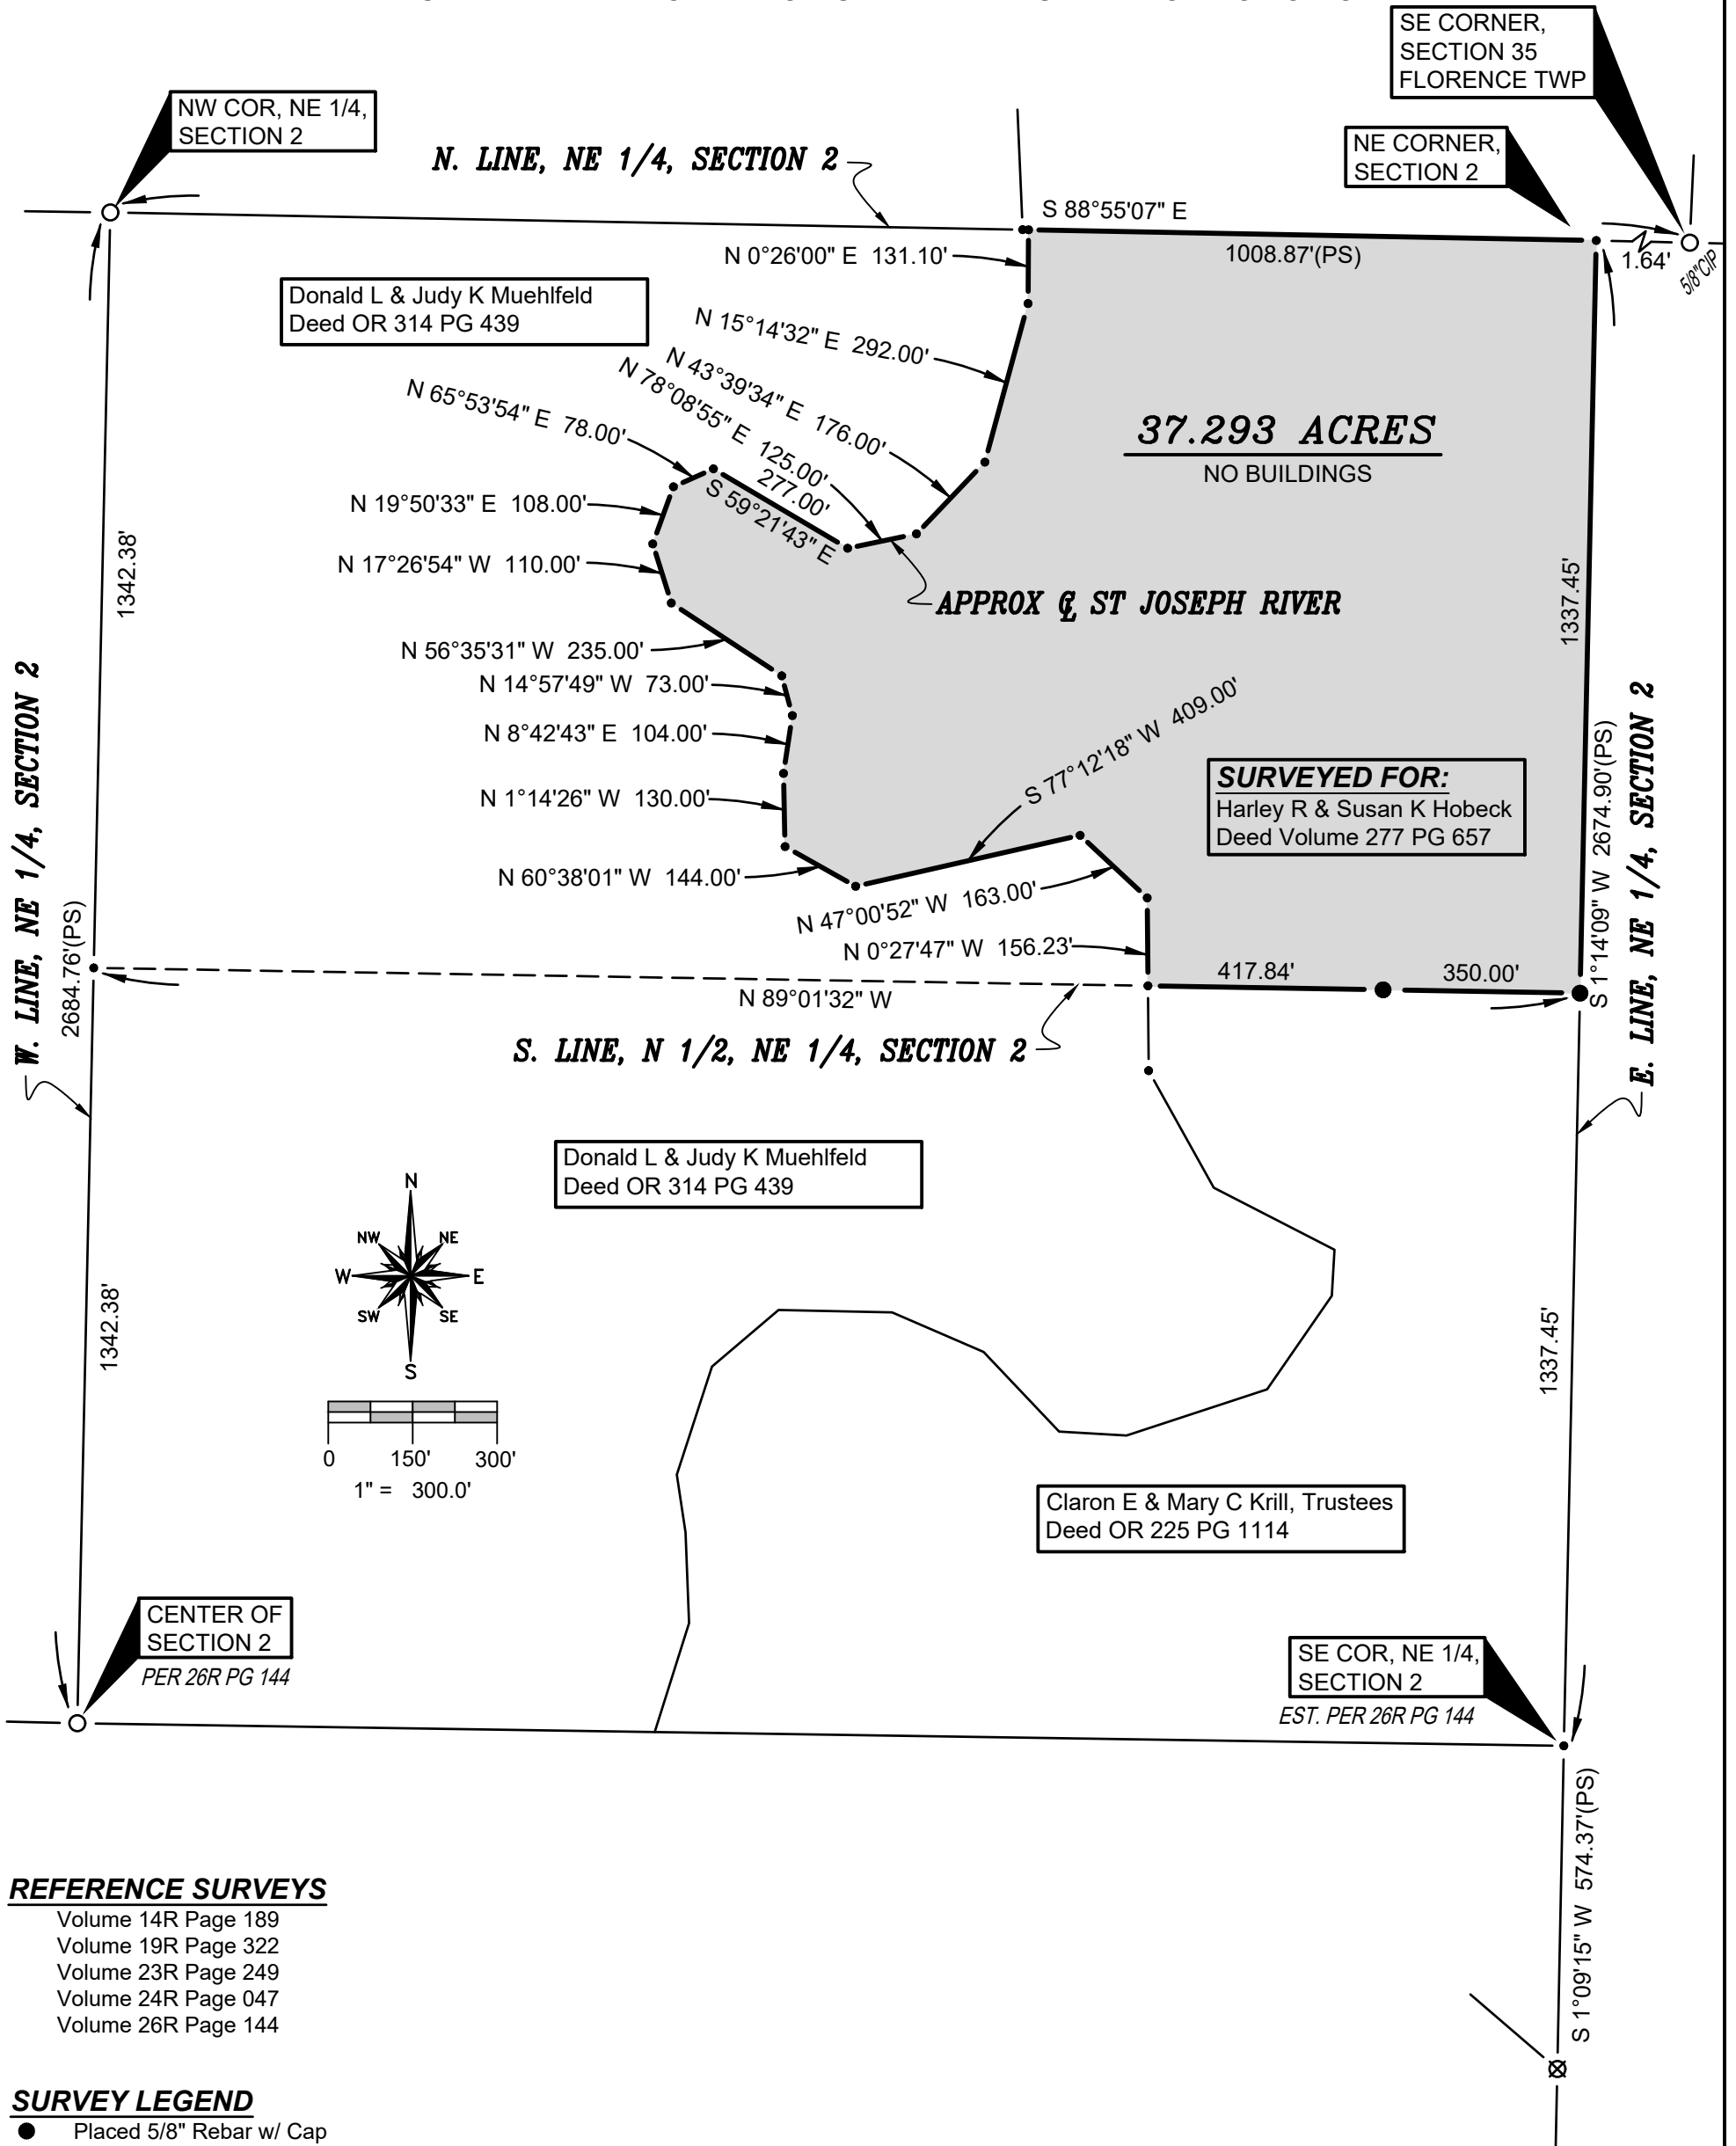 SE CORNER,
SECTION 35
FLORENCE TWP
NW COR, NE 1/4,
SECTION 2
N. LINE, NE 1/4, SECTION 2
NE CORNER,
SECTION 2
S 88°55'07" E
1008.87'(PS)
1.64'
5/8"CIP
N 0°26'00" E 131.10'
Donald L & Judy K Muehlfeld
Deed OR 314 PG 439
N 15°14'32" E 292.00'
N 43°39'34" E 176.00'
N 78°08'55" E 125.00'
N 65°53'54" E 78.00'
277.00'
S 59°21'43" E
37.293 ACRES
NO BUILDINGS
N 19°50'33" E 108.00'
N 17°26'54" W 110.00'
1342.38'
1337.45'
APPROX ℄ ST JOSEPH RIVER
N 56°35'31" W 235.00'
N 14°57'49" W 73.00'
N 8°42'43" E 104.00'
N 1°14'26" W 130.00'
S 77°12'18" W 409.00'
SURVEYED FOR:
Harley R & Susan K Hobeck
Deed Volume 277 PG 657
W. LINE, NE 1/4, SECTION 2
2684.76'(PS)
S 1°14'09" W 2674.90'(PS)
E. LINE, NE 1/4, SECTION 2
N 60°38'01" W 144.00'
N 47°00'52" W 163.00'
N 0°27'47" W 156.23'
417.84'
350.00'
N 89°01'32" W
S. LINE, N 1/2, NE 1/4, SECTION 2
Donald L & Judy K Muehlfeld
Deed OR 314 PG 439
N
NW
NE
W
E
SW
SE
S
1342.38'
1337.45'
0 150' 300'
1" = 300.0'
Claron E & Mary C Krill, Trustees
Deed OR 225 PG 1114
CENTER OF
SECTION 2
PER 26R PG 144
SE COR, NE 1/4,
SECTION 2
EST. PER 26R PG 144
S 1°09'15" W 574.37'(PS)
REFERENCE SURVEYS
Volume 14R Page 189
Volume 19R Page 322
Volume 23R Page 249
Volume 24R Page 047
Volume 26R Page 144
SURVEY LEGEND
Placed 5/8" Rebar w/ Cap